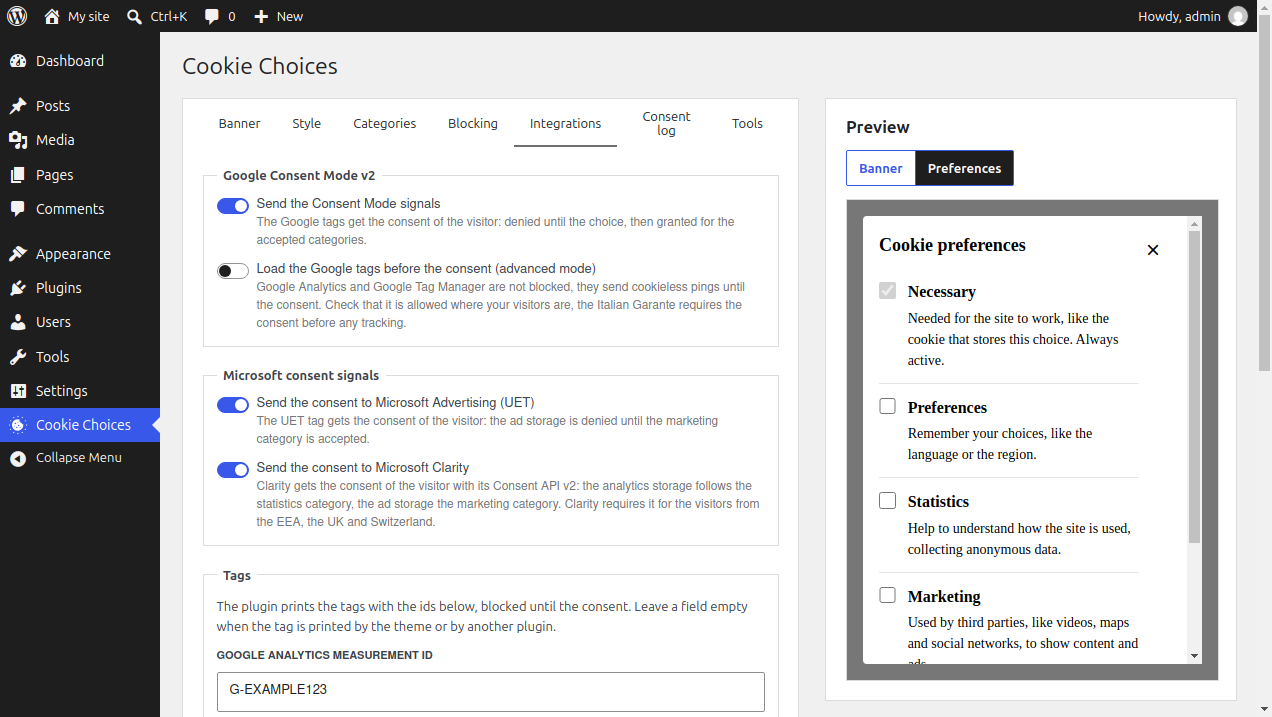 My site
Ctrl+K
0
New
Howdy, admin
Dashboard
Posts
Media
Pages
Comments
Appearance
Plugins
Users
Tools
Settings
Cookie Choices
Collapse Menu
Cookie Choices
Banner
Style
Categories
Blocking
Integrations
Consent
log
Tools
Google Consent Mode v2
Send the Consent Mode signals
The Google tags get the consent of the visitor: denied until the choice, then granted for the
accepted categories.
Load the Google tags before the consent (advanced mode)
Google Analytics and Google Tag Manager are not blocked, they send cookieless pings until
the consent. Check that it is allowed where your visitors are, the Italian Garante requires the
consent before any tracking.
Microsoft consent signals
Send the consent to Microsoft Advertising (UET)
The UET tag gets the consent of the visitor: the ad storage is denied until the marketing
category is accepted.
Send the consent to Microsoft Clarity
Clarity gets the consent of the visitor with its Consent API v2: the analytics storage follows the
statistics category, the ad storage the marketing category. Clarity requires it for the visitors from
the EEA, the UK and Switzerland.
Tags
The plugin prints the tags with the ids below, blocked until the consent. Leave a field empty
when the tag is printed by the theme or by another plugin.
GOOGLE ANALYTICS MEASUREMENT ID
G-EXAMPLE123
Preview
Banner
Preferences
Cookie preferences
Necessary
Needed for the site to work, like the
cookie that stores this choice. Always
active.
Preferences
Remember your choices, like the
language or the region.
Statistics
Help to understand how the site is used,
collecting anonymous data.
Marketing
Used by third parties, like videos, maps
and social networks, to show content and
ads.